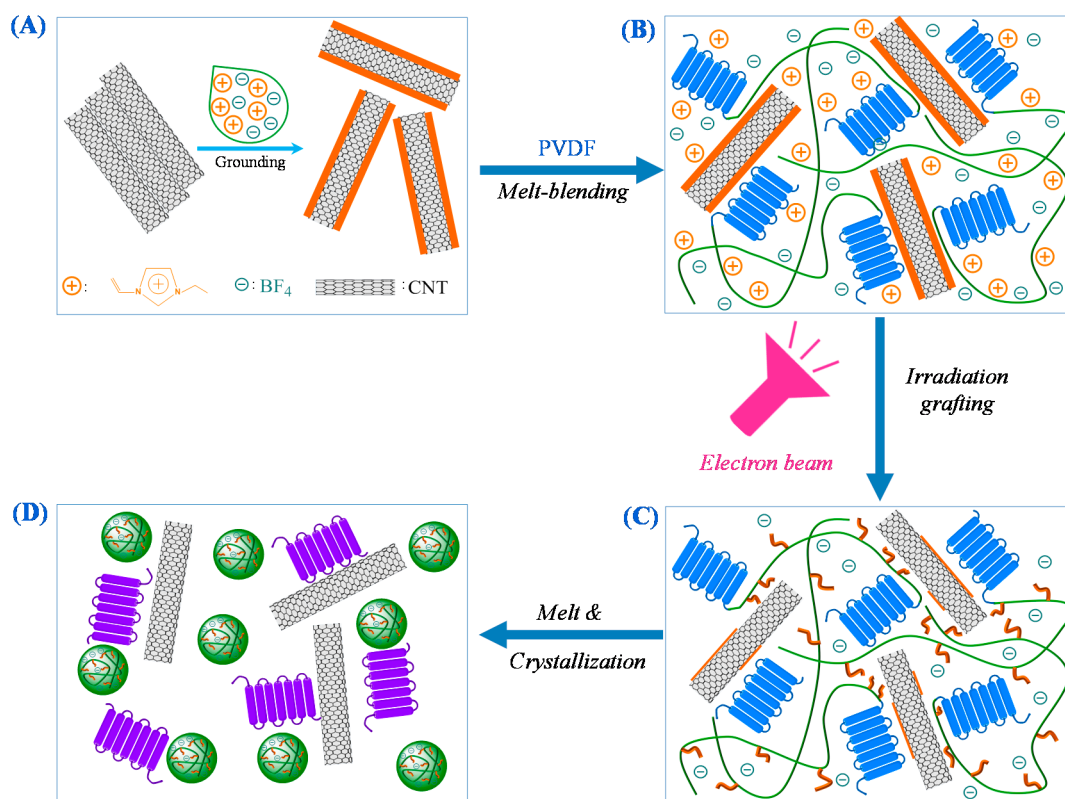 (A)
Grounding
:
N
N
: BF4
: CNT
PVDF
Melt-blending
(B)
Irradiation
grafting
Electron beam
(C)
Melt &
Crystallization
(D)